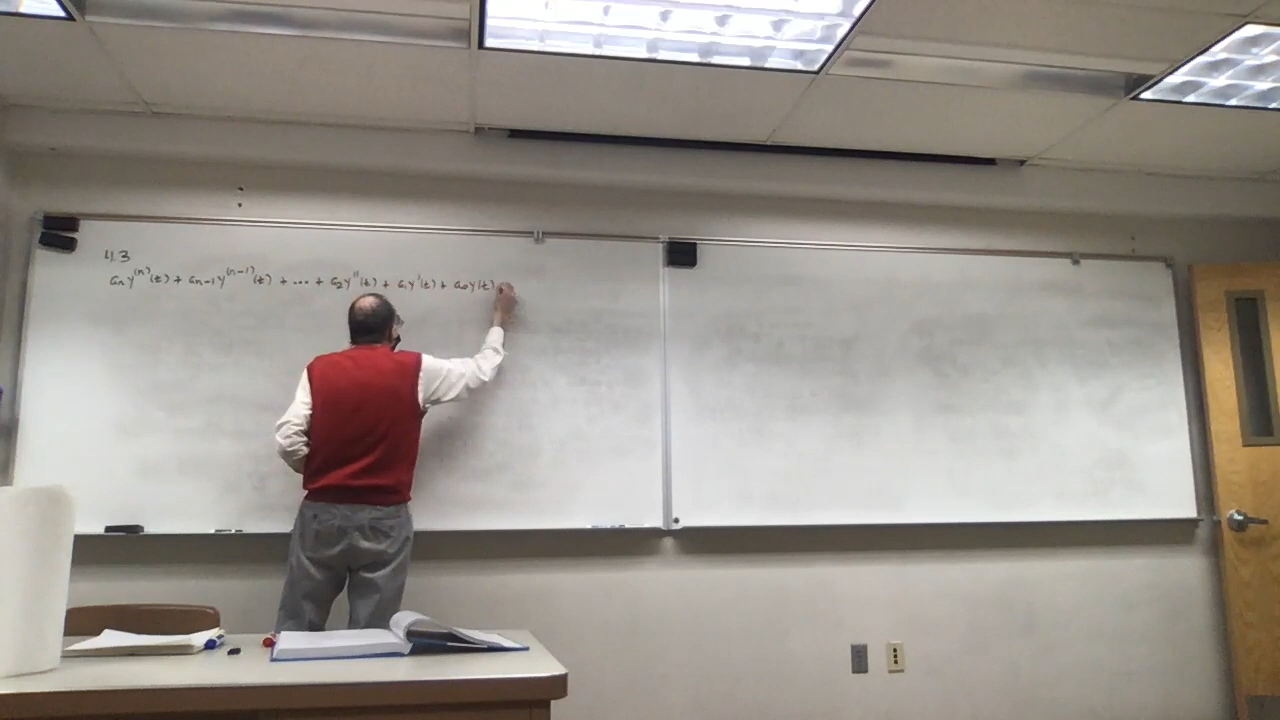 4.3
aₙy⁽ⁿ⁾(t) + aₙ₋₁y⁽ⁿ⁻¹⁾(t) + ... + a₂y''(t) + a₁y'(t) + a₀y(t)